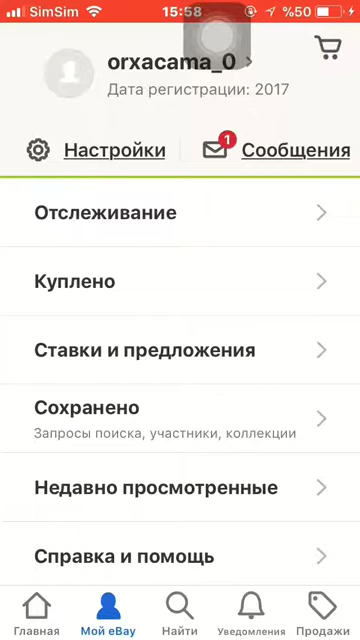 SimSim 15:58 %50
orxacama_0
Дата регистрации: 2017
Настройки
1
Сообщения
Отслеживание
Куплено
Ставки и предложения
Сохранено
Запросы поиска, участники, коллекции
Недавно просмотренные
Справка и помощь
Главная Мой eBay Найти Уведомления Продажи